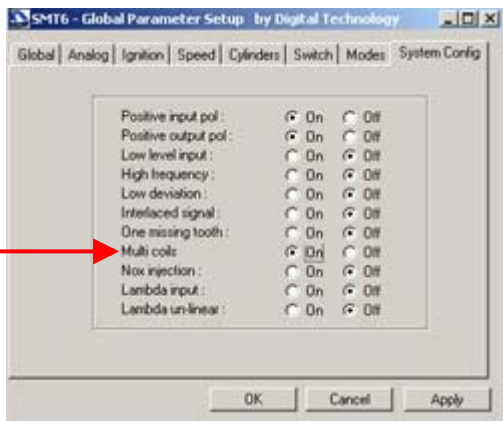 SMT6 - Global Parameter Setup by Digital Technology
Global Analog Ignition Speed Cylinders Switch Modes System Config
Positive input pol : On Off
Positive output pol : On Off
Low level input : On Off
High frequency : On Off
Low deviation : On Off
Interlaced signal : On Off
One missing tooth : On Off
Multi coils On Off
Nox injection : On Off
Lambda input : On Off
Lambda un-linear : On Off
OK Cancel Apply